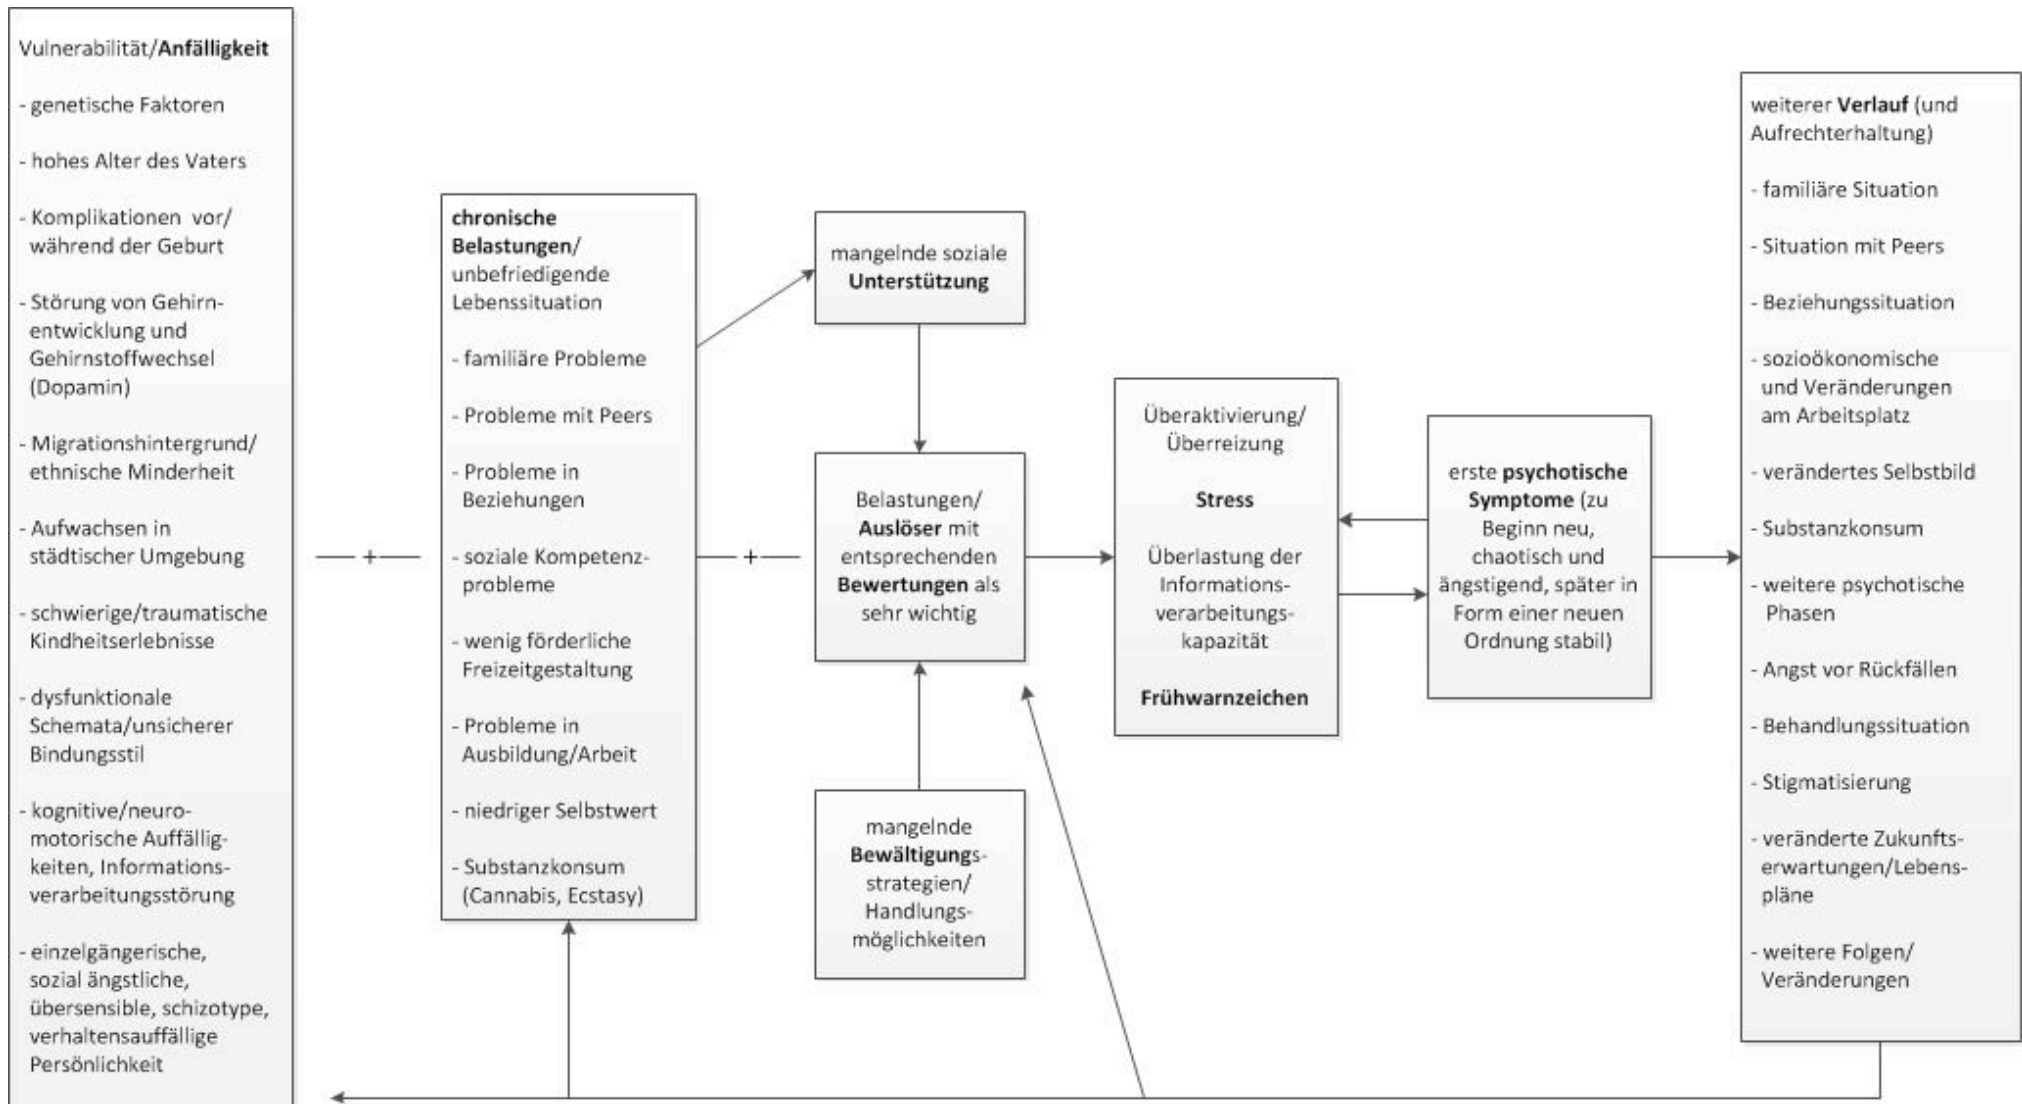 Vulnerabilität/Anfälligkeit
- genetische Faktoren
- hohes Alter des Vaters
- Komplikationen vor/
während der Geburt
- Störung von Gehirn-
entwicklung und
Gehirnstoffwechsel
(Dopamin)
- Migrationshintergrund/
ethnische Minderheit
- Aufwachsen in
städtischer Umgebung
- schwierige/traumatische
Kindheitserlebnisse
- dysfunktionale
Schemata/unsicherer
Bindungsstil
- kognitive/neuro-
motorische Auffällig-
keiten, Informations-
verarbeitungsstörung
- einzelgängerische,
sozial ängstliche,
übersensible, schizotype,
verhaltensauffällige
Persönlichkeit
+
chronische
Belastungen/
unbefriedigende
Lebenssituation
- familiäre Probleme
- Probleme mit Peers
- Probleme in
Beziehungen
- soziale Kompetenz-
probleme
- wenig förderliche
Freizeitgestaltung
- Probleme in
Ausbildung/Arbeit
- niedriger Selbstwert
- Substanzkonsum
(Cannabis, Ecstasy)
+
mangelnde soziale
Unterstützung
Belastungen/
Auslöser mit
entsprechenden
Bewertungen als
sehr wichtig
mangelnde
Bewältigungs-
strategien/
Handlungs-
möglichkeiten
Überaktivierung/
Überreizung
Stress
Überlastung der
Informations-
verarbeitungs-
kapazität
Frühwarnzeichen
erste psychotische
Symptome (zu
Beginn neu,
chaotisch und
ängstigend, später in
Form einer neuen
Ordnung stabil)
weiterer Verlauf (und
Aufrechterhaltung)
- familiäre Situation
- Situation mit Peers
- Beziehungssituation
- sozioökonomische
und Veränderungen
am Arbeitsplatz
- verändertes Selbstbild
- Substanzkonsum
- weitere psychotische
Phasen
- Angst vor Rückfällen
- Behandlungssituation
- Stigmatisierung
- veränderte Zukunfts-
erwartungen/Lebens-
pläne
- weitere Folgen/
Veränderungen